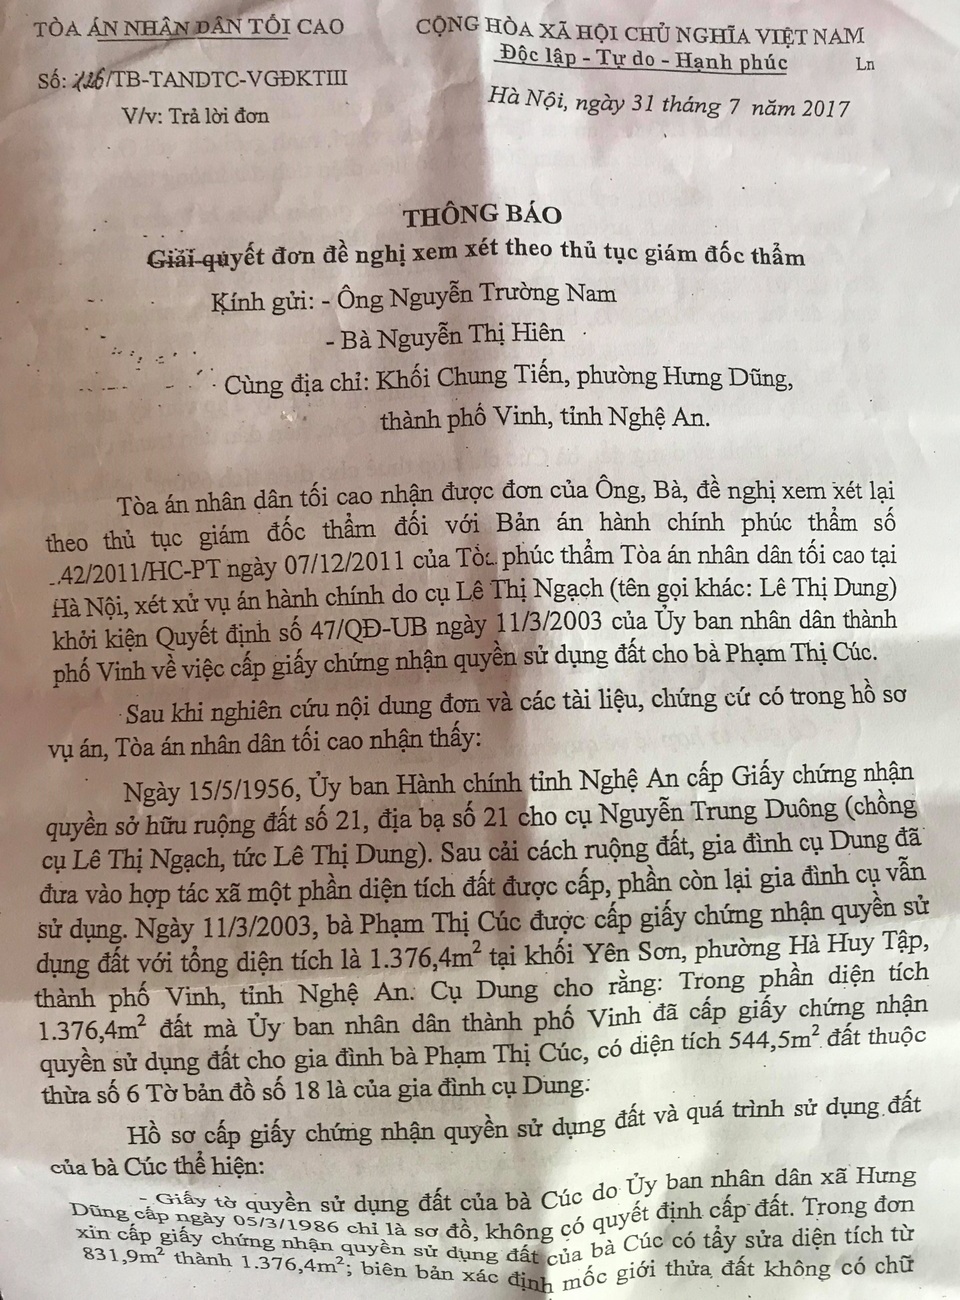 TÒA ÁN NHÂN DÂN TỐI CAO
CỘNG HÒA XÃ HỘI CHỦ NGHĨA VIỆT NAM
Độc lập - Tự do - Hạnh phúc
Ln
Số: /TB-TANDTC-VGĐKTIII
V/v: Trả lời đơn
Hà Nội, ngày 31 tháng 7 năm 2017
THÔNG BÁO
Giải quyết đơn đề nghị xem xét theo thủ tục giám đốc thẩm
Kính gửi: - Ông Nguyễn Trường Nam
- Bà Nguyễn Thị Hiên
Cùng địa chỉ: Khối Chung Tiến, phường Hưng Dũng,
thành phố Vinh, tỉnh Nghệ An.
Tòa án nhân dân tối cao nhận được đơn của Ông, Bà, đề nghị xem xét lại
theo thủ tục giám đốc thẩm đối với Bản án hành chính phúc thẩm số
.42/2011/HC-PT ngày 07/12/2011 của Tòa phúc thẩm Tòa án nhân dân tối cao tại
Hà Nội, xét xử vụ án hành chính do cụ Lê Thị Ngạch (tên gọi khác: Lê Thị Dung)
khởi kiện Quyết định số 47/QĐ-UB ngày 11/3/2003 của Ủy ban nhân dân thành
phố Vinh về việc cấp giấy chứng nhận quyền sử dụng đất cho bà Phạm Thị Cúc.
Sau khi nghiên cứu nội dung đơn và các tài liệu, chứng cứ có trong hồ sơ
vụ án, Tòa án nhân dân tối cao nhận thấy:
Ngày 15/5/1956, Ủy ban Hành chính tỉnh Nghệ An cấp Giấy chứng nhận
quyền sở hữu ruộng đất số 21, địa bạ số 21 cho cụ Nguyễn Trung Duông (chồng
cụ Lê Thị Ngạch, tức Lê Thị Dung). Sau cải cách ruộng đất, gia đình cụ Dung đã
đưa vào hợp tác xã một phần diện tích đất được cấp, phần còn lại gia đình cụ vẫn
sử dụng. Ngày 11/3/2003, bà Phạm Thị Cúc được cấp giấy chứng nhận quyền sử
dụng đất với tổng diện tích là 1.376,4m² tại khối Yên Sơn, phường Hà Huy Tập,
thành phố Vinh, tỉnh Nghệ An. Cụ Dung cho rằng: Trong phần diện tích
1.376,4m² đất mà Ủy ban nhân dân thành phố Vinh đã cấp giấy chứng nhận
quyền sử dụng đất cho gia đình bà Phạm Thị Cúc, có diện tích 544,5m² đất thuộc
thừa số 6 Tờ bản đồ số 18 là của gia đình cụ Dung.
Hồ sơ cấp giấy chứng nhận quyền sử dụng đất và quá trình sử dụng đất
của bà Cúc thể hiện:
- Giấy tờ quyền sử dụng đất của bà Cúc do Ủy ban nhân dân xã Hưng
Dũng cấp ngày 05/3/1986 chỉ là sơ đồ, không có quyết định cấp đất. Trong đơn
xin cấp giấy chứng nhận quyền sử dụng đất của bà Cúc có tẩy sửa diện tích từ
831,9m² thành 1.376,4m²; biên bản xác định mốc giới thửa đất không có chữ